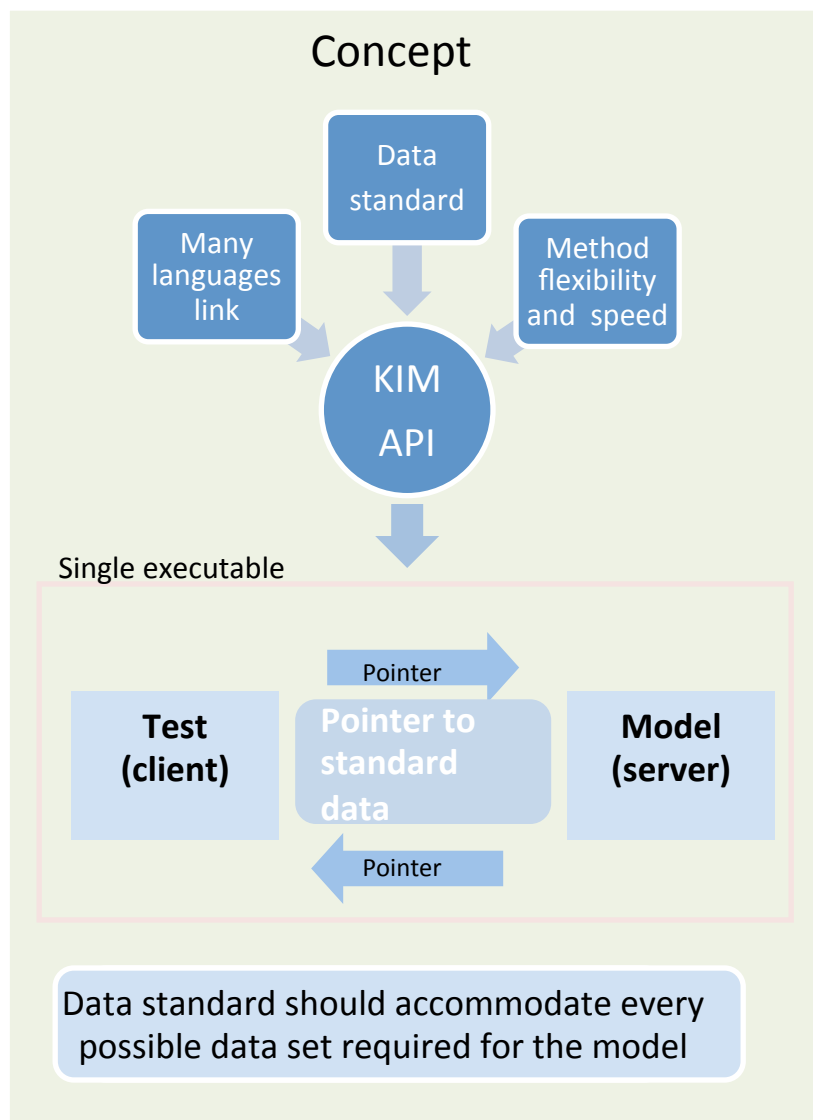 Concept
Data
standard
Many
languages
link
Method
flexibility
and speed
KIM
API
Single executable
Pointer
Test
(client)
Pointer to
standard
data
Model
(server)
Pointer
Data standard should accommodate every
possible data set required for the model